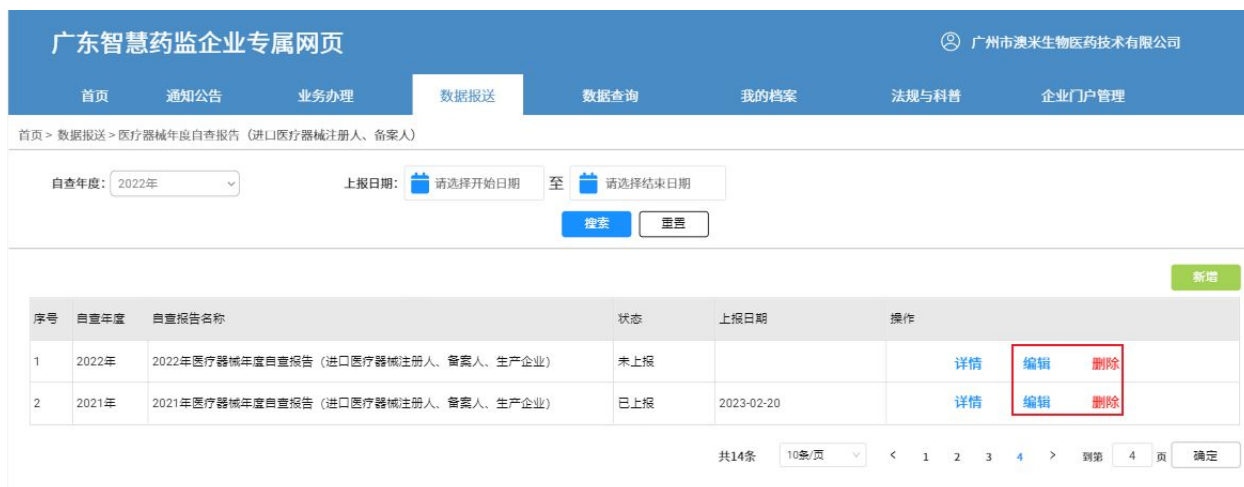 广东智慧药监企业专属网页 广州市澳米生物医药技术有限公司
首页 通知公告 业务办理 数据报送 数据查询 我的档案 法规与科普 企业门户管理
首页 > 数据报送 > 医疗器械年度自查报告（进口医疗器械注册人、备案人）
自查年度： 2022年 上报日期： 请选择开始日期 至 请选择结束日期
搜索 重置
新增
序号 自查年度 自查报告名称 状态 上报日期 操作
1 2022年 2022年医疗器械年度自查报告（进口医疗器械注册人、备案人、生产企业） 未上报 详情 编辑 删除
2 2021年 2021年医疗器械年度自查报告（进口医疗器械注册人、备案人、生产企业） 已上报 2023-02-20 详情 编辑 删除
共14条 10条/页 < 1 2 3 4 > 到第 4 页 确定